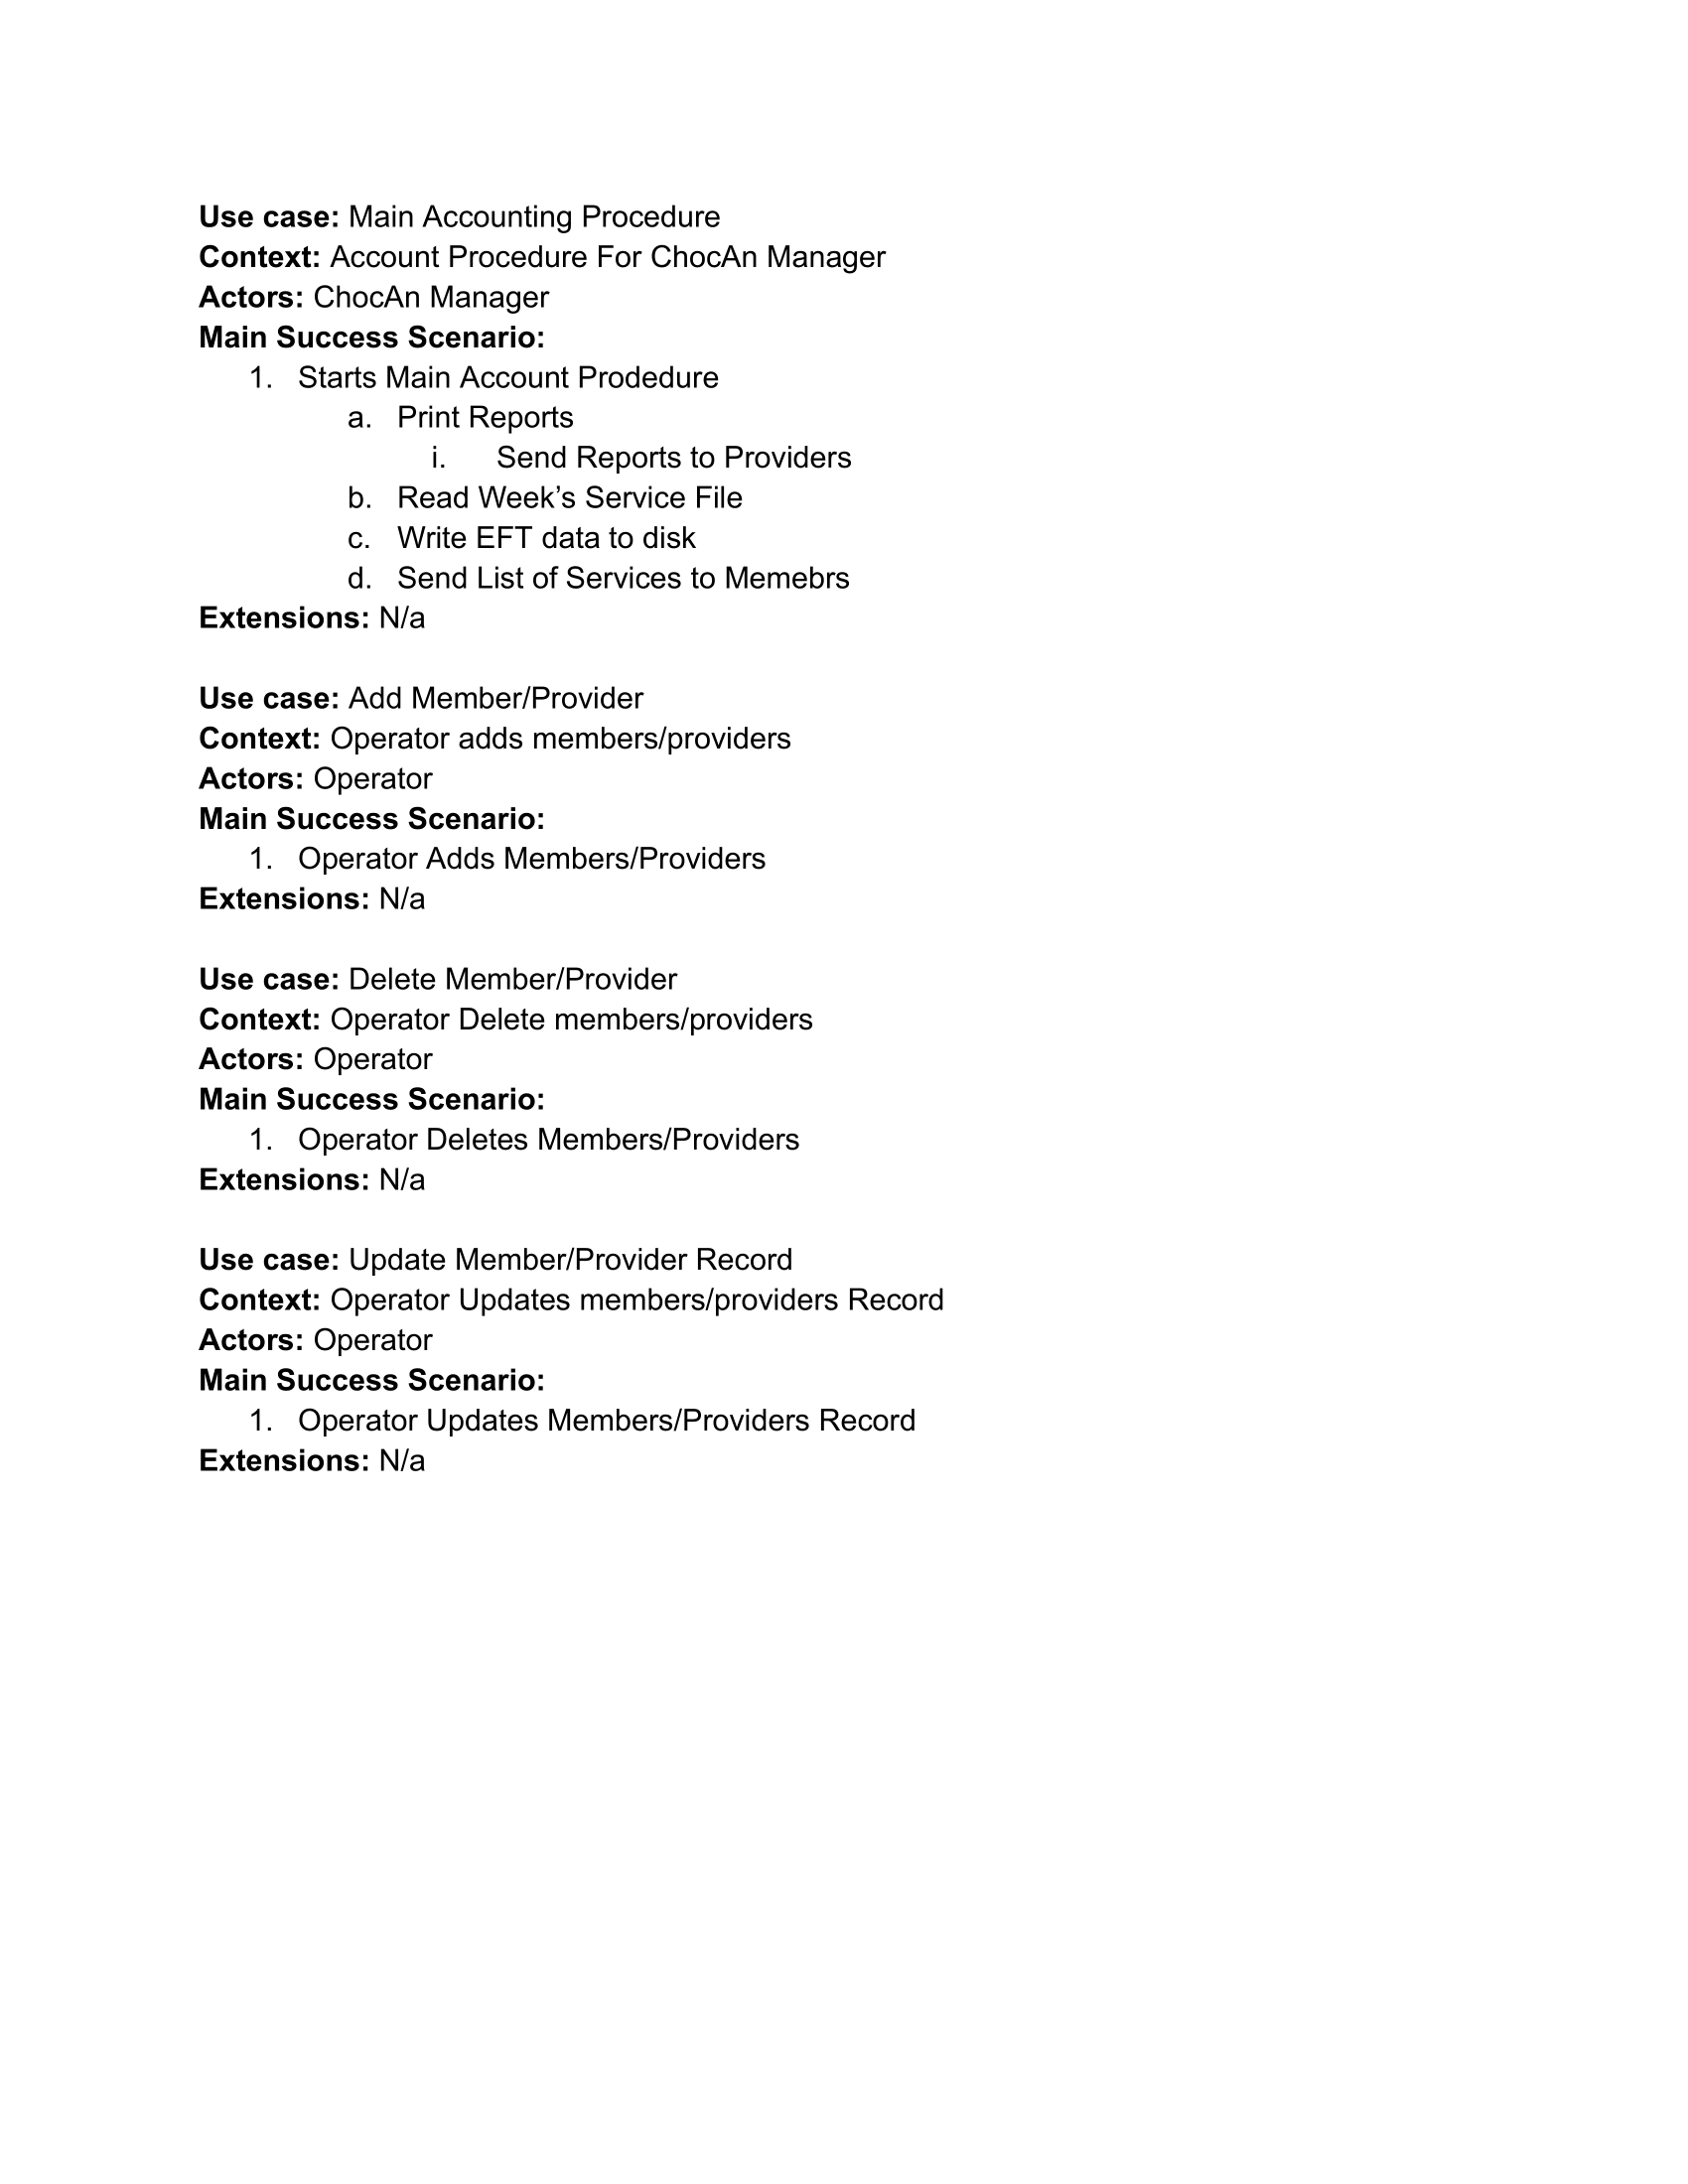 Use case: Main Accounting Procedure
Context: Account Procedure For ChocAn Manager
Actors: ChocAn Manager
Main Success Scenario:
1. Starts Main Account Prodedure
a. Print Reports
i. Send Reports to Providers
b. Read Week’s Service File
c. Write EFT data to disk
d. Send List of Services to Memebrs
Extensions: N/a
Use case: Add Member/Provider
Context: Operator adds members/providers
Actors: Operator
Main Success Scenario:
1. Operator Adds Members/Providers
Extensions: N/a
Use case: Delete Member/Provider
Context: Operator Delete members/providers
Actors: Operator
Main Success Scenario:
1. Operator Deletes Members/Providers
Extensions: N/a
Use case: Update Member/Provider Record
Context: Operator Updates members/providers Record
Actors: Operator
Main Success Scenario:
1. Operator Updates Members/Providers Record
Extensions: N/a